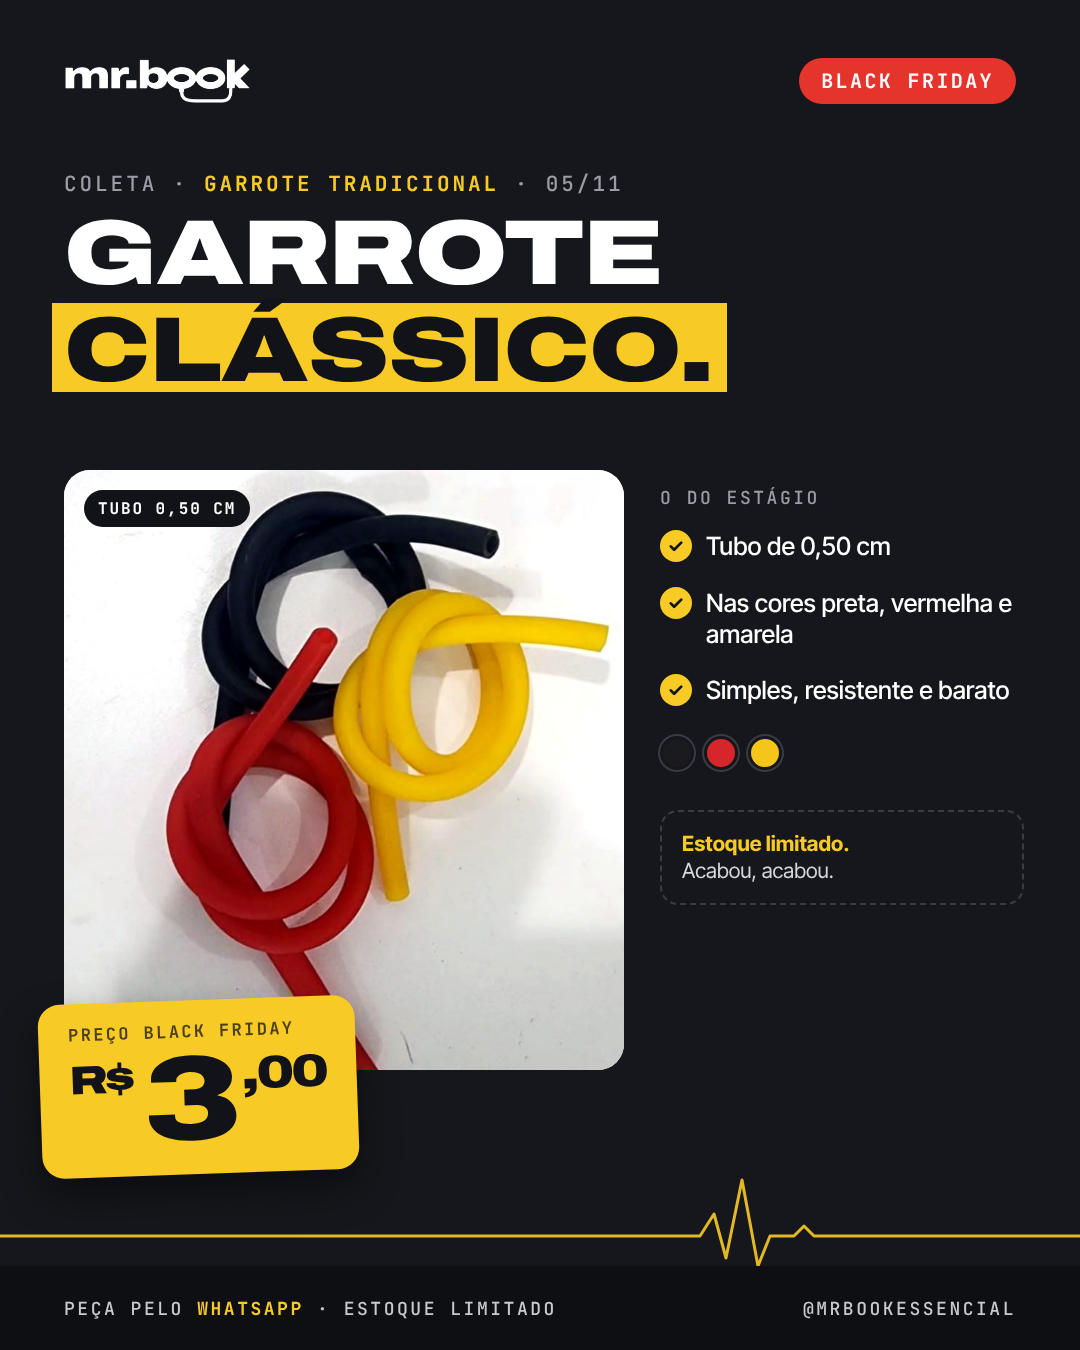 mr.book
BLACK FRIDAY
COLETA · GARROTE TRADICIONAL · 05/11
GARROTE
CLÁSSICO.
TUBO 0,50 CM
O DO ESTÁGIO
Tubo de 0,50 cm
Nas cores preta, vermelha e
amarela
Simples, resistente e barato
Estoque limitado.
Acabou, acabou.
PREÇO BLACK FRIDAY
R$ 3,00
PEÇA PELO WHATSAPP · ESTOQUE LIMITADO
@MRBOOKESSENCIAL